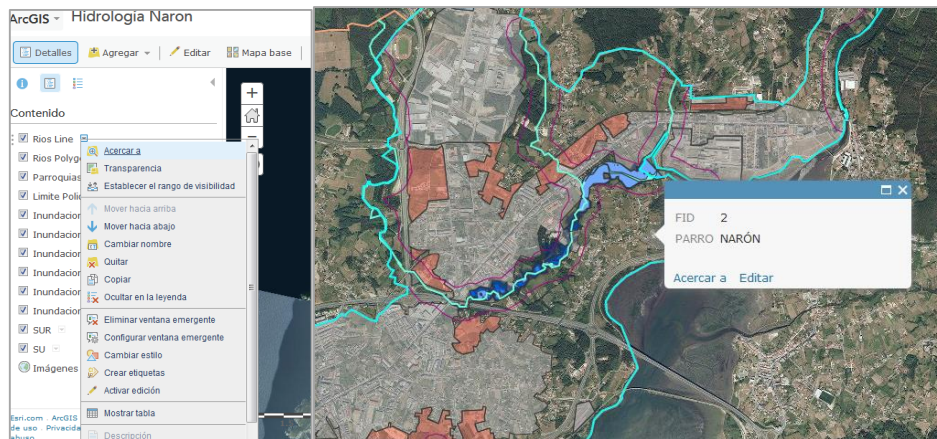 ArcGIS Hidrología Naron
Detalles Agregar Editar Mapa base
Contenido
Rios Line
Rios Polyg
Parroquias
Limite Polic
Inundacion
Inundacion
Inundacion
Inundacion
Inundacion
SUR
SU
Imágenes
Esri.com . ArcGIS
de uso . Privacida
abuso
Acercar a
Transparencia
Establecer el rango de visibilidad
Mover hacia arriba
Mover hacia abajo
Cambiar nombre
Quitar
Copiar
Ocultar en la leyenda
Eliminar ventana emergente
Configurar ventana emergente
Cambiar estilo
Crear etiquetas
Activar edición
Mostrar tabla
Descripción
FID 2
PARRO NARÓN
Acercar a Editar